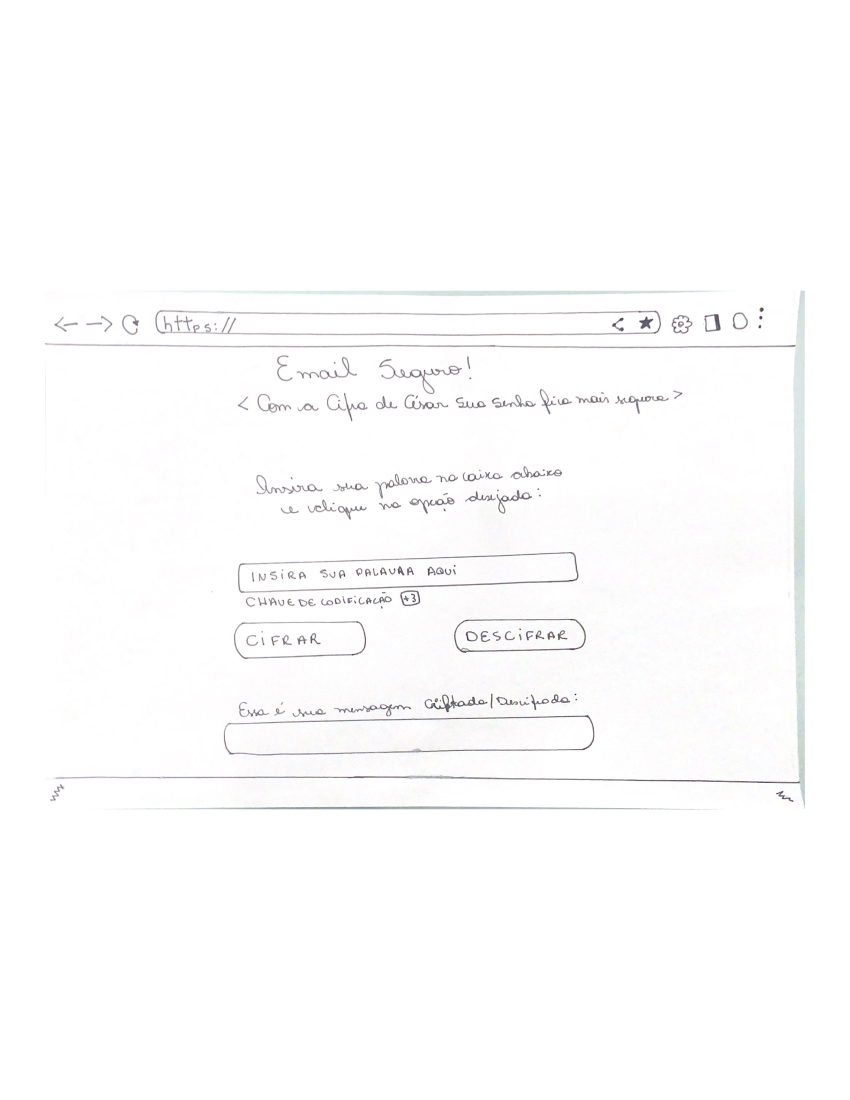 https://
Email Seguro!
< Com a Cifra de César sua senha fica mais segura >
Insira sua palavra na caixa abaixo
e clique na opção desejada:
INSIRA SUA PALAVRA AQUI
CHAVE DE CODIFICAÇÃO +3
CIFRAR DESCIFRAR
Essa é sua mensagem Criptada/Descifrada: